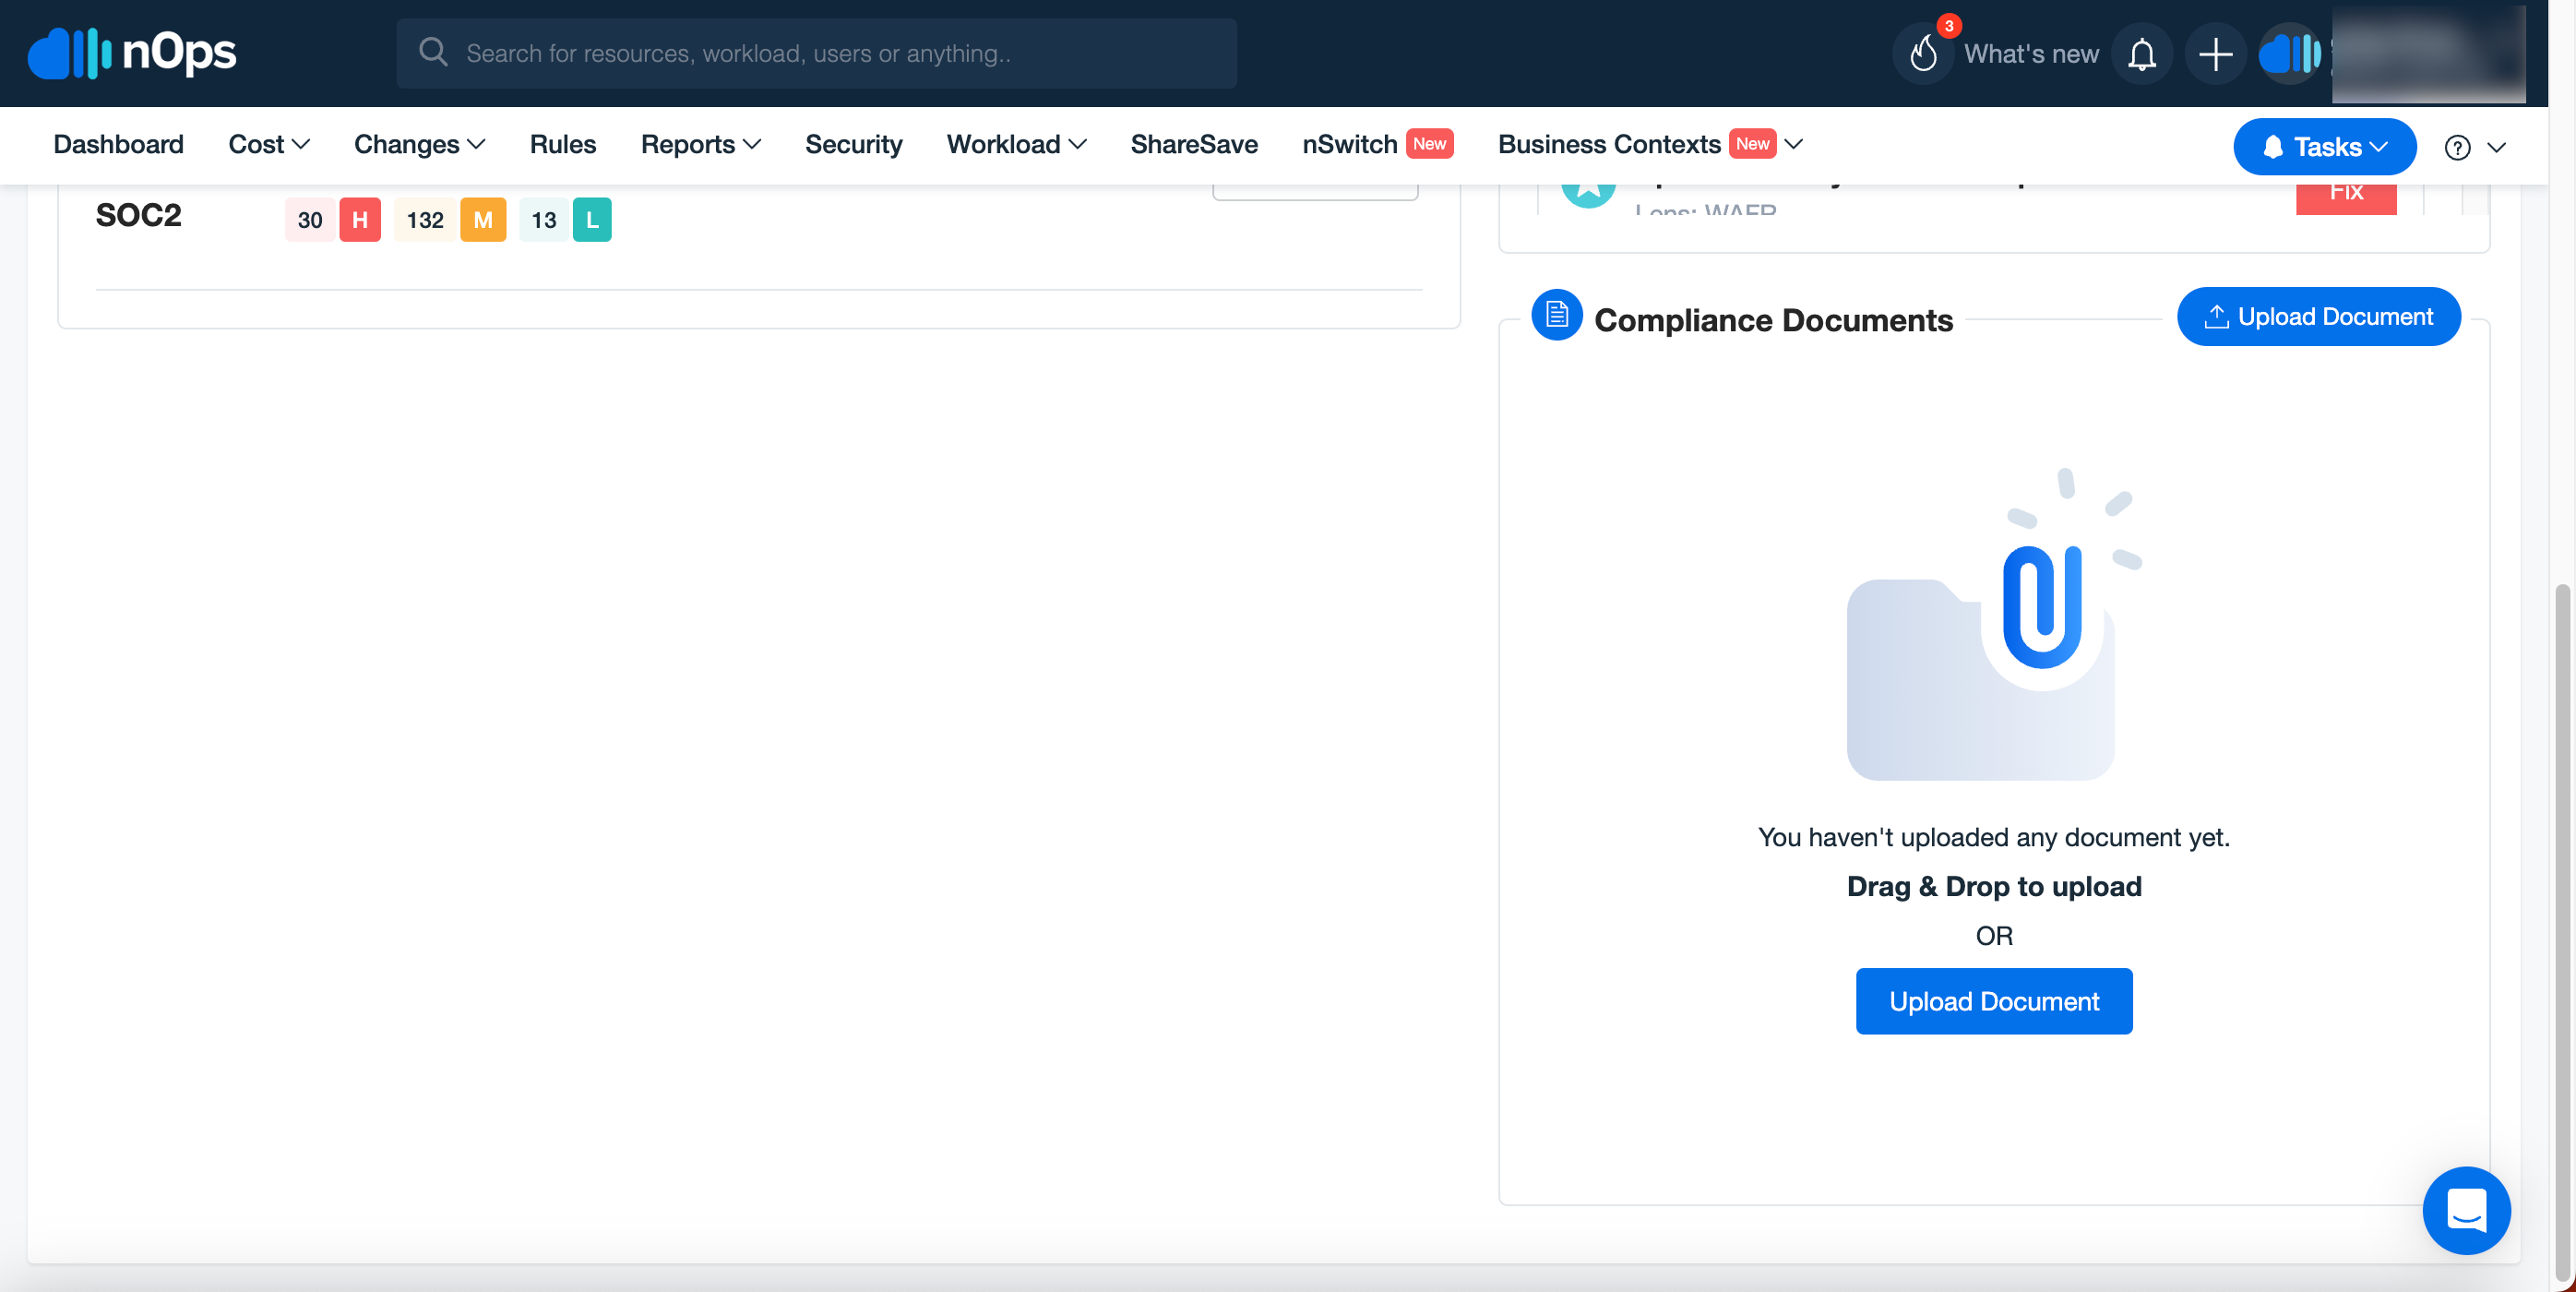 nOps
Search for resources, workload, users or anything..
3
What's new
Dashboard
Cost
Changes
Rules
Reports
Security
Workload
ShareSave
nSwitch New
Business Contexts New
Tasks
?
SOC2
30 H 132 M 13 L
Fix
Lens: WAFR
Compliance Documents
Upload Document
You haven't uploaded any document yet.
Drag & Drop to upload
OR
Upload Document